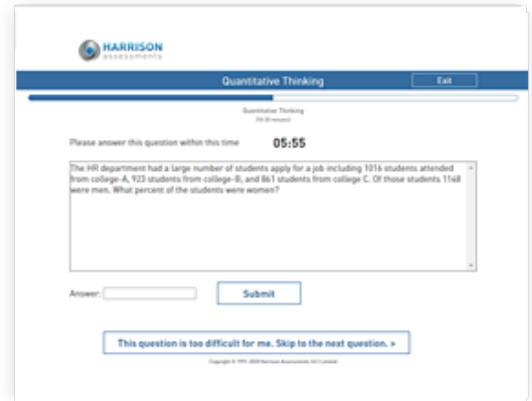 HARRISON
assessments
Quantitative Thinking
Exit
Quantitative Thinking
Please answer this question within this time
05:55
The HR department had a large number of students apply for a job including 1016 students attended
from college-A, 923 students from college-B, and 861 students from college C. Of those students 1148
were men. What percent of the students were women?
Answer:
Submit
This question is too difficult for me. Skip to the next question. >